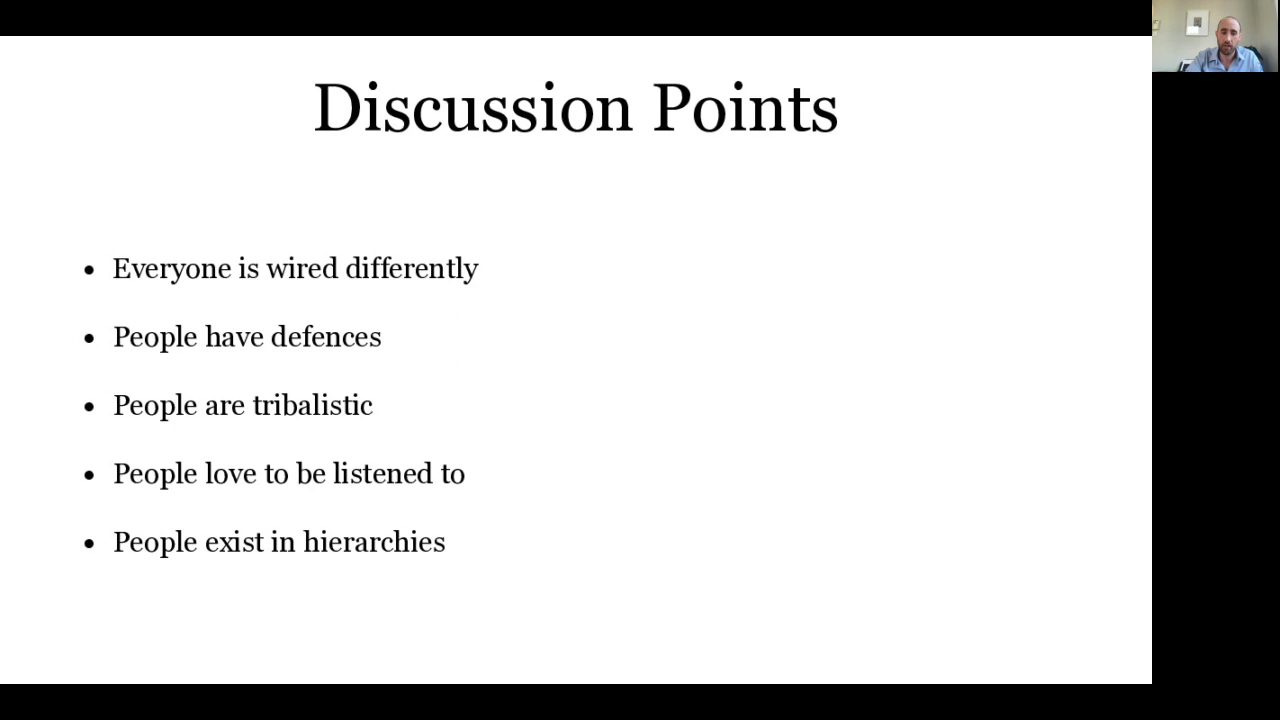 Discussion Points
• Everyone is wired differently
• People have defences
• People are tribalistic
• People love to be listened to
• People exist in hierarchies